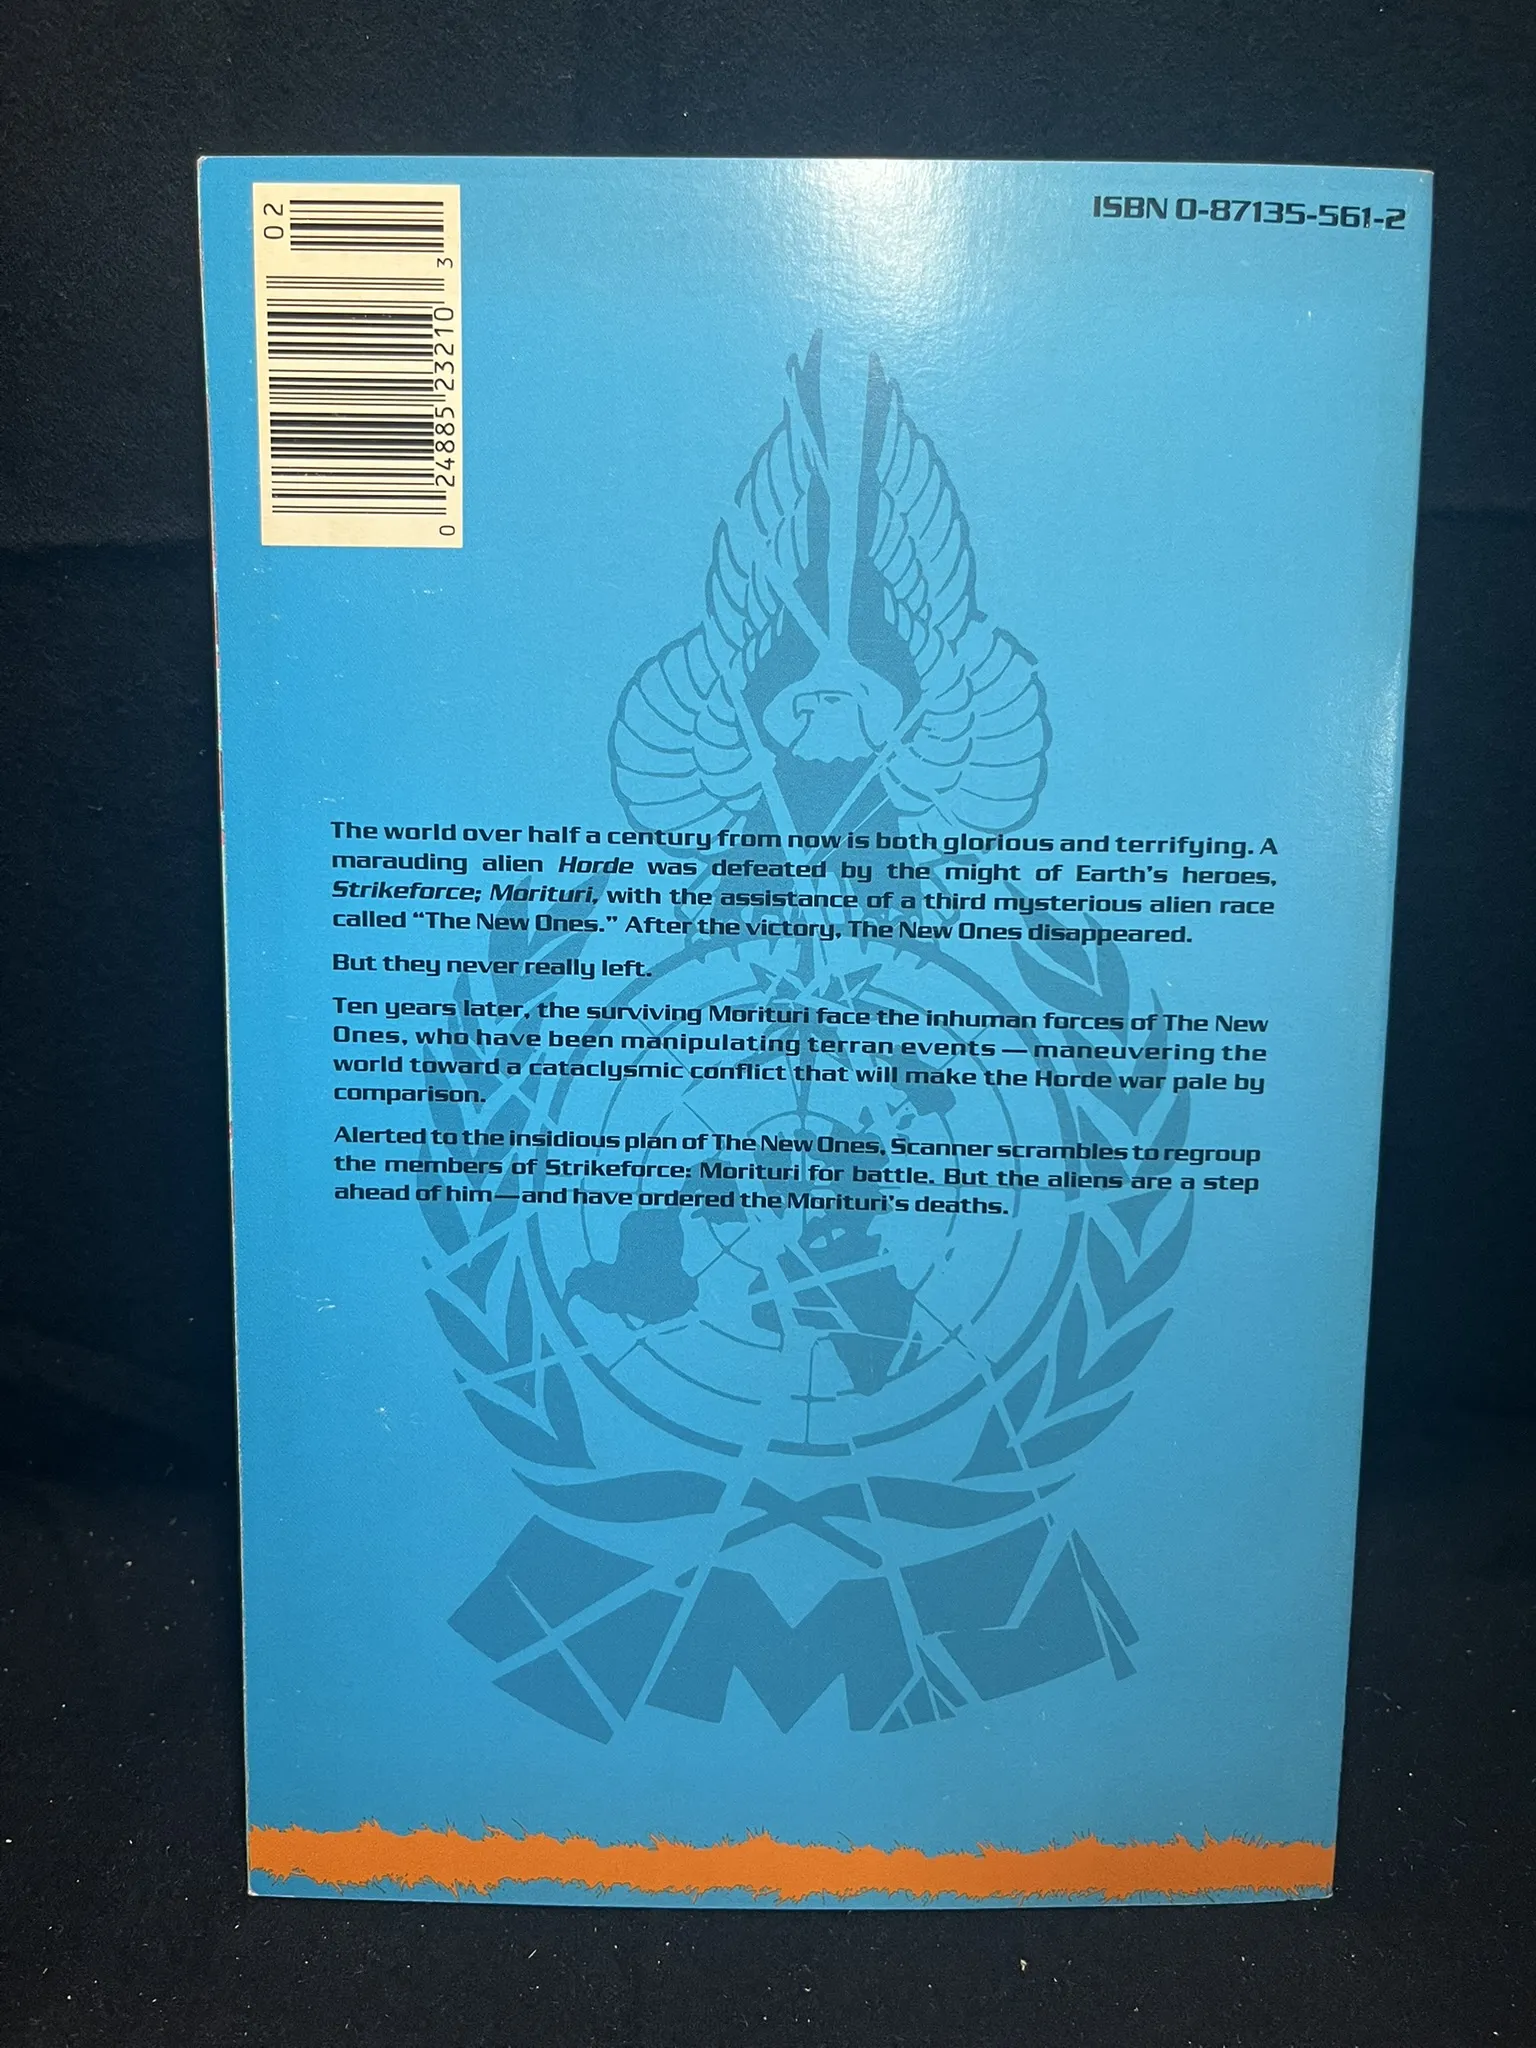 02
0 24885 23210 3
ISBN 0-87135-561-2
The world over half a century from now is both glorious and terrifying. A
marauding alien Horde was defeated by the might of Earth's heroes,
Strikeforce; Morituri, with the assistance of a third mysterious alien race
called “The New Ones.” After the victory, The New Ones disappeared.
But they never really left.
Ten years later, the surviving Morituri face the inhuman forces of The New
Ones, who have been manipulating terran events — maneuvering the
world toward a cataclysmic conflict that will make the Horde war pale by
comparison.
Alerted to the insidious plan of The New Ones, Scanner scrambles to regroup
the members of Strikeforce: Morituri for battle. But the aliens are a step
ahead of him—and have ordered the Morituri's deaths.